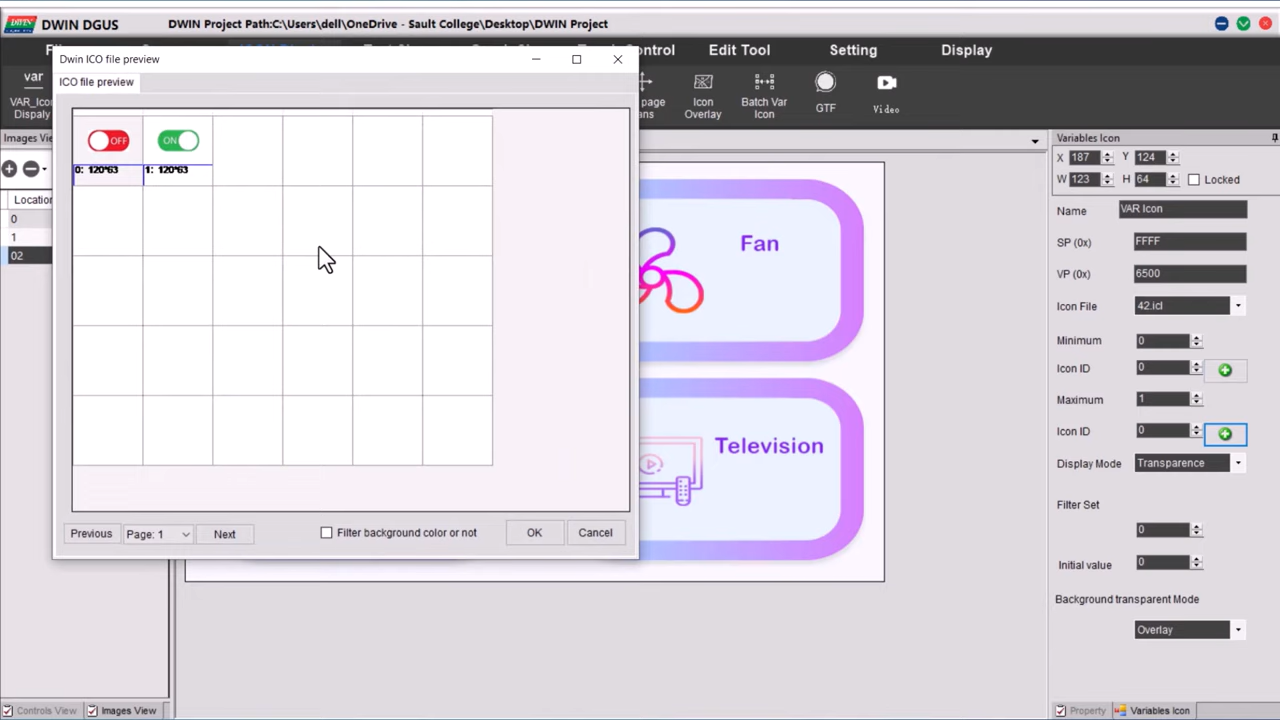 DWIN DGUS
DWIN Project Path:C:\Users\dell\OneDrive - Sault College\Desktop\DWIN Project
Control
Edit Tool
Setting
Display
Dwin ICO file preview
ICO file preview
var
VAR_Ico
Dispaly
page
ans
Icon
Overlay
Batch Var
Icon
GTF
Video
Images Vie
Location
0
1
02
OFF
ON
0: 120*63
1: 120*63
Previous
Page: 1
Next
Filter background color or not
OK
Cancel
Fan
Television
Variables Icon
X 187 Y 124
W 123 H 64 Locked
Name VAR Icon
SP (0x) FFFF
VP (0x) 6500
Icon File 42.icl
Minimum 0
Icon ID 0
Maximum 1
Icon ID 0
Display Mode Transparence
Filter Set
0
Initial value 0
Background transparent Mode
Overlay
Controls View
Images View
Property
Variables Icon